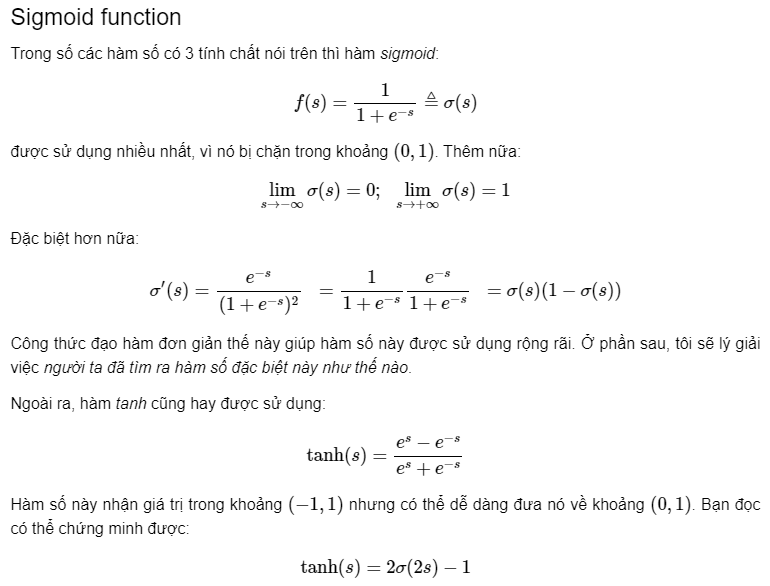 Sigmoid function
Trong số các hàm số có 3 tính chất nói trên thì hàm sigmoid:
f(s) = \frac{1}{1 + e^{-s}} ≜ σ(s)
được sử dụng nhiều nhất, vì nó bị chặn trong khoảng (0, 1). Thêm nữa:
\lim_{s→−∞} σ(s) = 0; \lim_{s→+∞} σ(s) = 1
Đặc biệt hơn nữa:
σ′(s) = \frac{e^{-s}}{(1 + e^{-s})^2} = \frac{1}{1 + e^{-s}} \frac{e^{-s}}{1 + e^{-s}} = σ(s)(1 − σ(s))
Công thức đạo hàm đơn giản thế này giúp hàm số này được sử dụng rộng rãi. Ở phần sau, tôi sẽ lý giải
việc người ta đã tìm ra hàm số đặc biệt này như thế nào.
Ngoài ra, hàm tanh cũng hay được sử dụng:
tanh(s) = \frac{e^s − e^{-s}}{e^s + e^{-s}}
Hàm số này nhận giá trị trong khoảng (−1, 1) nhưng có thể dễ dàng đưa nó về khoảng (0, 1). Bạn đọc
có thể chứng minh được:
tanh(s) = 2σ(2s) − 1